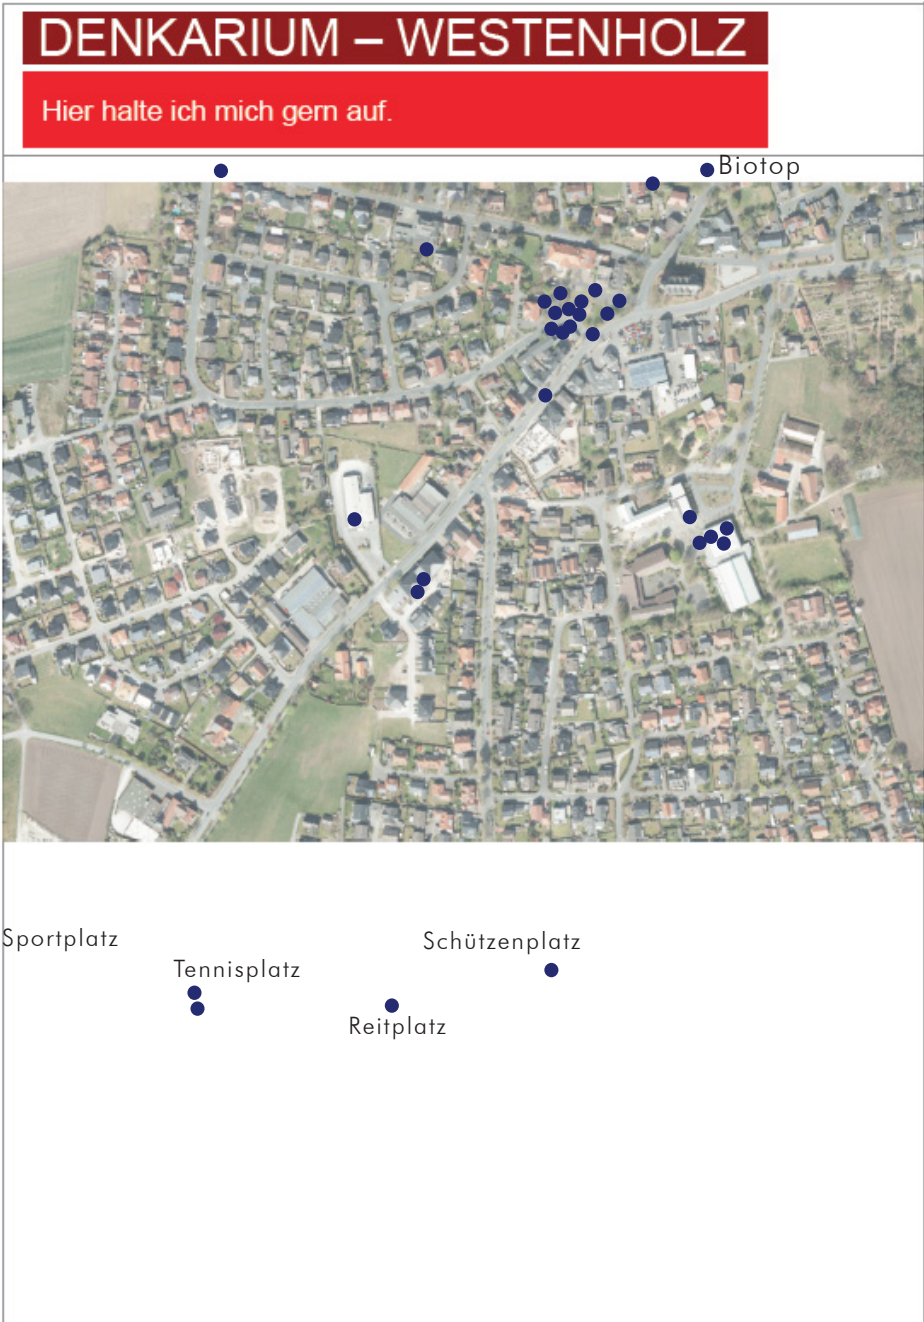 DENKARIUM – WESTENHOLZ
Hier halte ich mich gern auf.
Biotop
Sportplatz
Schützenplatz
Tennisplatz
Reitplatz